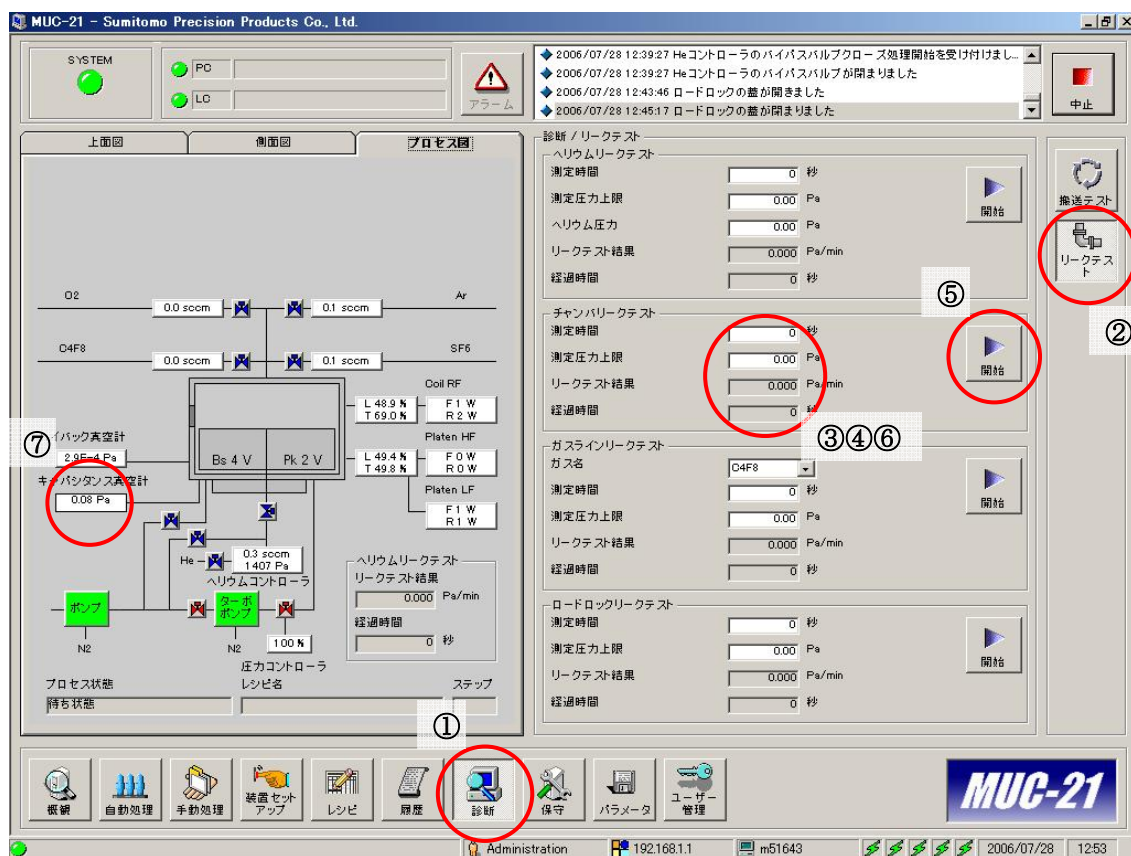 MUC-21 - Sumitomo Precision Products Co., Ltd.
SYSTEM
PC
LC
アラーム
2006/07/28 12:39:27 Heコントローラのバイパスバルブクローズ処理開始を受け付けまし...
2006/07/28 12:39:27 Heコントローラのバイパスバルブが閉まりました
2006/07/28 12:43:46 ロードロックの蓋が開きました
2006/07/28 12:45:17 ロードロックの蓋が閉まりました
中止
上面図
側面図
プロセス図
O2
0.0 sccm
0.1 sccm
Ar
C4F8
0.0 sccm
0.1 sccm
SF6
Coil RF
L 48.9 %
T 69.0 %
F 1 W
R 2 W
Platen HF
L 49.4 %
T 49.8 %
F 0 W
R 0 W
Platen LF
F 1 W
R 1 W
Bs 4 V
Pk 2 V
⑦
イバック真空計
2.9E-4 Pa
キャパシタンス真空計
0.08 Pa
He
0.3 sccm
1407 Pa
ヘリウムコントローラ
ポンプ
N2
ターボ
ポンプ
N2
100 %
圧力コントローラ
ヘリウムリークテスト
リークテスト結果
0.000 Pa/min
経過時間
0 秒
プロセス状態
レシピ名
ステップ
待ち状態
①
診断 / リークテスト
ヘリウムリークテスト
測定時間
0 秒
測定圧力上限
0.00 Pa
ヘリウム圧力
0.00 Pa
リークテスト結果
0.000 Pa/min
経過時間
0 秒
開始
チャンバリークテスト
測定時間
0 秒
測定圧力上限
0.00 Pa
リークテスト結果
0.000 Pa/min
経過時間
0 秒
⑤
開始
③④⑥
ガスラインリークテスト
ガス名
C4F8
測定時間
0 秒
測定圧力上限
0.00 Pa
リークテスト結果
0.000 Pa/min
経過時間
0 秒
開始
ロードロックリークテスト
測定時間
0 秒
測定圧力上限
0.00 Pa
リークテスト結果
0.000 Pa/min
経過時間
0 秒
開始
搬送テスト
リークテス
ト
②
概観
自動処理
手動処理
装置セット
アップ
レシピ
履歴
診断
保守
パラメータ
ユーザー
管理
MUC-21
Administration
192.168.1.1
m51643
2006/07/28
12:53